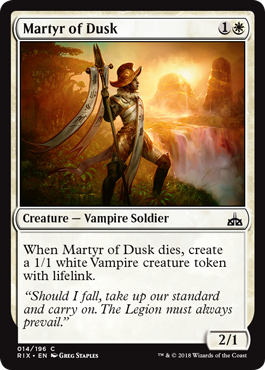 Martyr of Dusk 1
Creature — Vampire Soldier
When Martyr of Dusk dies, create
a 1/1 white Vampire creature token
with lifelink.
“Should I fall, take up our standard
and carry on. The Legion must always
prevail.”
2/1
014/196 C
RIX • EN Greg Staples
™ & © 2018 Wizards of the Coast